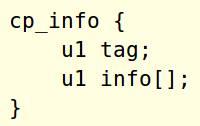 cp_info {
    u1 tag;
    u1 info[];
}